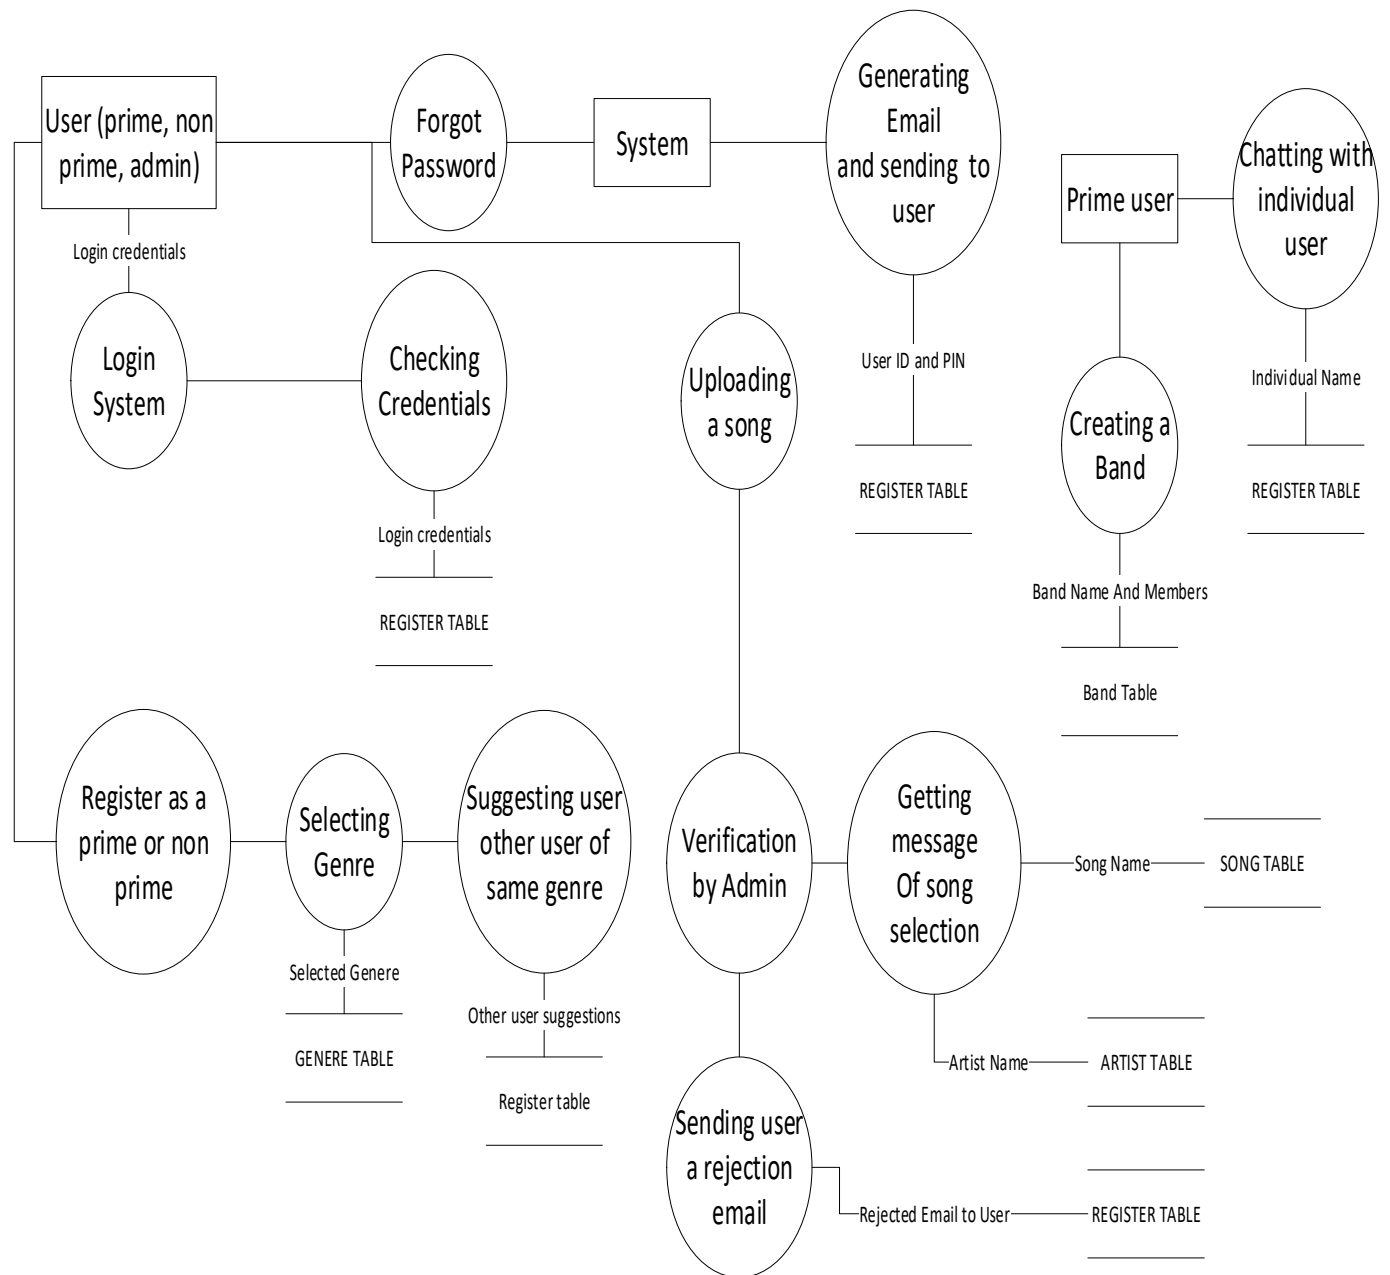 User (prime, non
prime, admin)
Forgot
Password
System
Generating
Email
and sending to
user
Prime user
Chatting with
individual
user
Login credentials
Login
System
Checking
Credentials
Uploading
a song
User ID and PIN
Individual Name
Creating a
Band
REGISTER TABLE
REGISTER TABLE
Login credentials
REGISTER TABLE
Band Name And Members
Band Table
Register as a
prime or non
prime
Selecting
Genre
Suggesting user
other user of
same genre
Verification
by Admin
Getting
message
Of song
selection
Song Name
SONG TABLE
Selected Genere
GENERE TABLE
Other user suggestions
Register table
Artist Name
ARTIST TABLE
Sending user
a rejection
email
Rejected Email to User
REGISTER TABLE